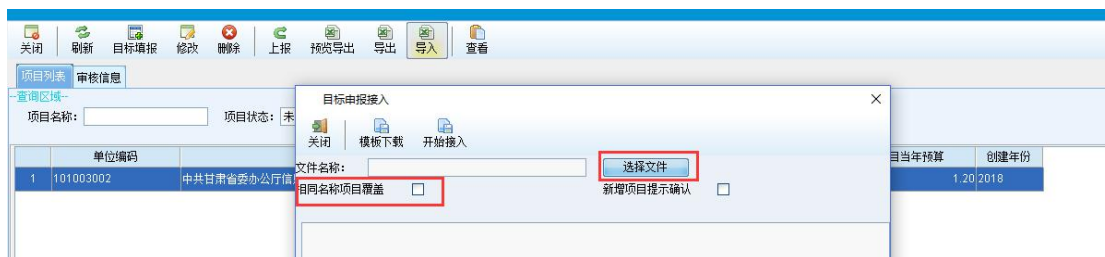 关闭 刷新 目标填报 修改 删除 上报 预览导出 导出 导入 查看
项目列表 审核信息
--查询区域--
项目名称: 项目状态: 未
目标申报接入
关闭 模板下载 开始接入
文件名称: 选择文件
相同名称项目覆盖 新增项目提示确认
单位编码 目当年预算 创建年份
1 101003002 中共甘肃省委办公厅信 1.20 2018